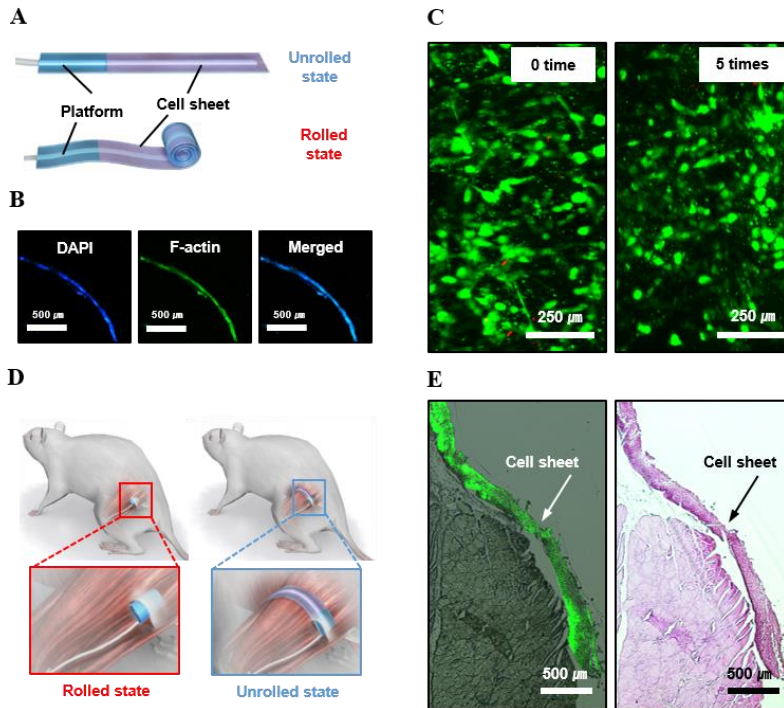 A
Unrolled
state
Platform
Cell sheet
Rolled
state
B
DAPI
F-actin
Merged
500 ㎛
500 ㎛
500 ㎛
C
0 time
5 times
250 ㎛
250 ㎛
D
Rolled state
Unrolled state
E
Cell sheet
Cell sheet
500 ㎛
500 ㎛